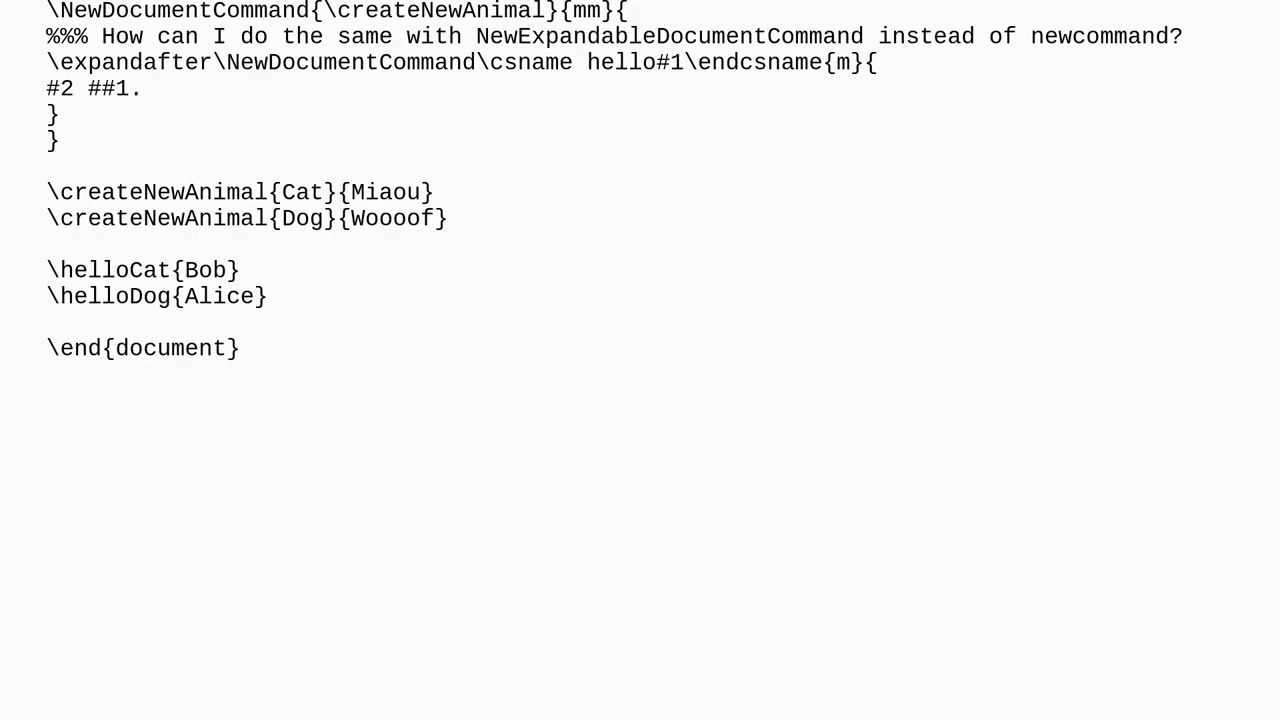 \NewDocumentCommand{\createNewAnimal}{mm}{
%%% How can I do the same with NewExpandableDocumentCommand instead of newcommand?
\expandafter\NewDocumentCommand\csname hello#1\endcsname{m}{
#2 ##1.
}
}
\createNewAnimal{Cat}{Miaou}
\createNewAnimal{Dog}{Woooof}
\helloCat{Bob}
\helloDog{Alice}
\end{document}